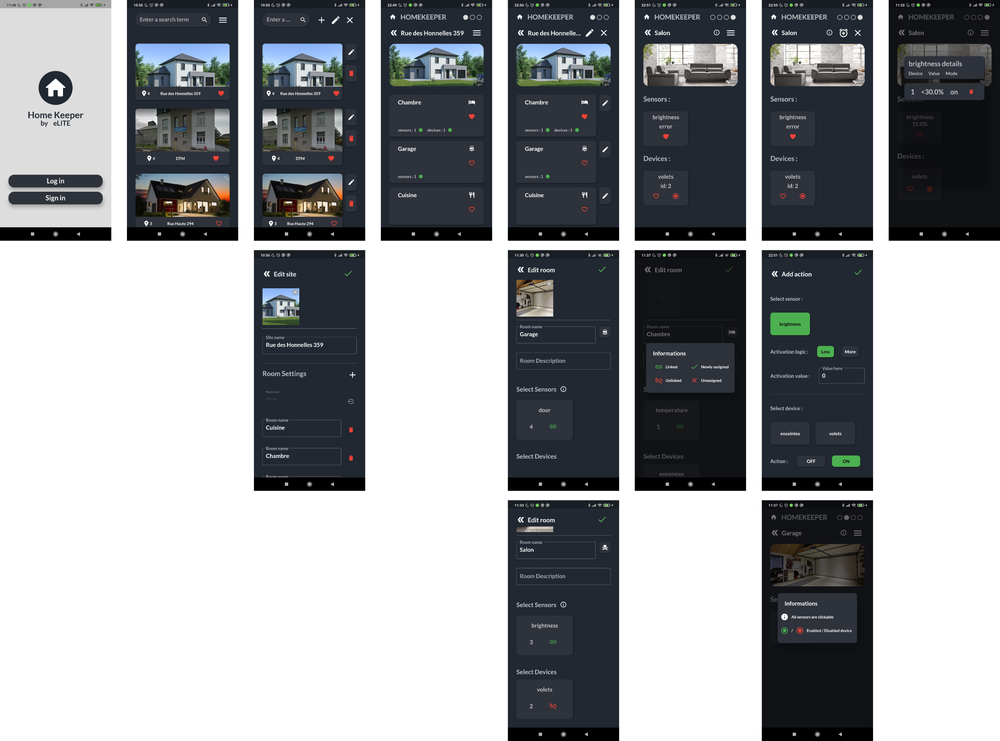 11:48
Home Keeper
by eLITE
Log in
Sign in
10:55
Enter a search term
4 Rue des Honnelles 359
4 DTM
3 Rue Haute 294
10:55
Enter a ...
4 Rue des Honnelles 359
4 DTM
3 Rue Haute 294
22:49
HOMEKEEPER
Rue des Honnelles 359
Chambre
sensors : 1 devices : 1
Garage
sensors : 1
Cuisine
22:50
HOMEKEEPER
Rue des Honnelle...
Chambre
sensors : 1 devices : 1
Garage
sensors : 1
Cuisine
22:51
HOMEKEEPER
Salon
Sensors :
brightness
error
Devices :
volets
id: 2
22:55
HOMEKEEPER
Salon
Sensors :
brightness
error
Devices :
volets
id: 2
11:32
HOMEKEEPER
Salon
brightness details
Device Value Mode
1 <30.0% on
Sensors :
brightness
15.0%
Devices :
volets
10:56
Edit site
Site name
Rue des Honnelles 359
Room Settings
Room name
Garage
Room name
Cuisine
Room name
Chambre
Room name
11:30
Edit room
Room name
Garage
Room Description
Select Sensors
door
4
Select Devices
11:37
Edit room
Room name
Chambre
Informations
Linked Newly assigned
Unlinked Unassigned
S
temperature
1
Select Devices
enceintes
22:51
Add action
Select sensor :
brightness
Activation logic : Less More
Value here
Activation value : 0
Select device :
enceintes volets
Action : OFF ON
11:33
Edit room
Room name
Salon
Room Description
Select Sensors
brightness
3
Select Devices
volets
2
11:37
HOMEKEEPER
Garage
Se
Informations
All sensors are clickable
/ Enabled / Disabled device